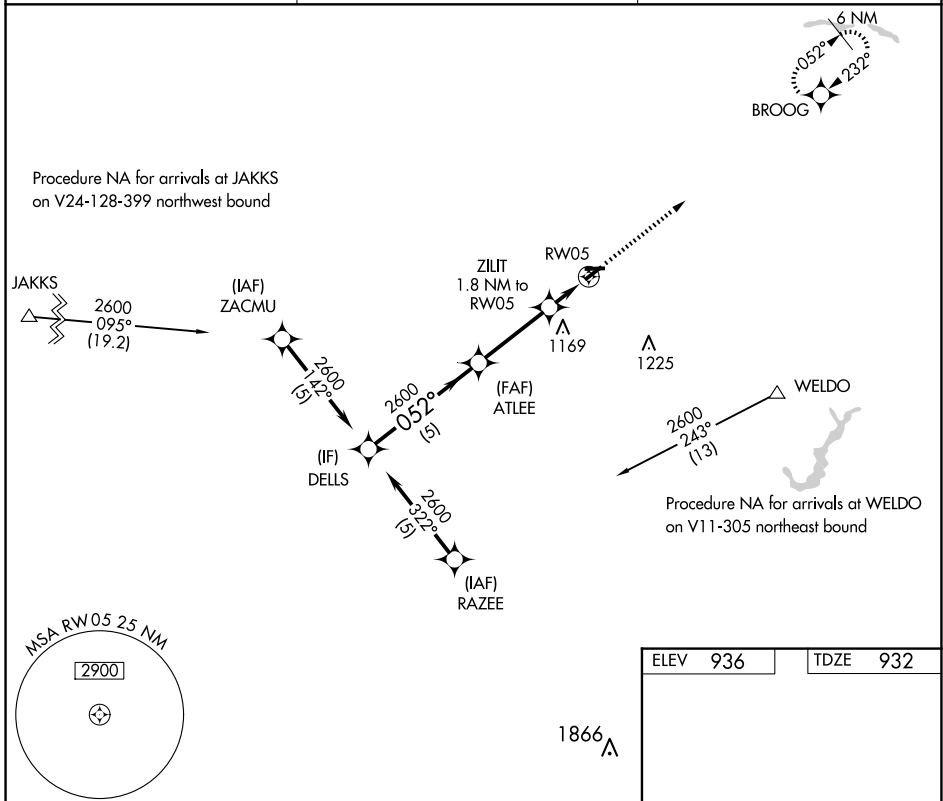 6 NM
052°
232°
BROOG
Procedure NA for arrivals at JAKKS
on V24-128-399 northwest bound
JAKKS
2600
095°
(19.2)
(IAF)
ZACMU
2600
142°
(5)
ZILIT
1.8 NM to
RW05
RW05
1169
1225
(FAF)
ATLEE
2600
052°
(5)
(IF)
DELLS
WELDO
2600
243°
(13)
Procedure NA for arrivals at WELDO
on V11-305 northeast bound
2600
322°
(5)
(IAF)
RAZEE
MSA RW05 25 NM
2900
1866
ELEV 936
TDZE 932